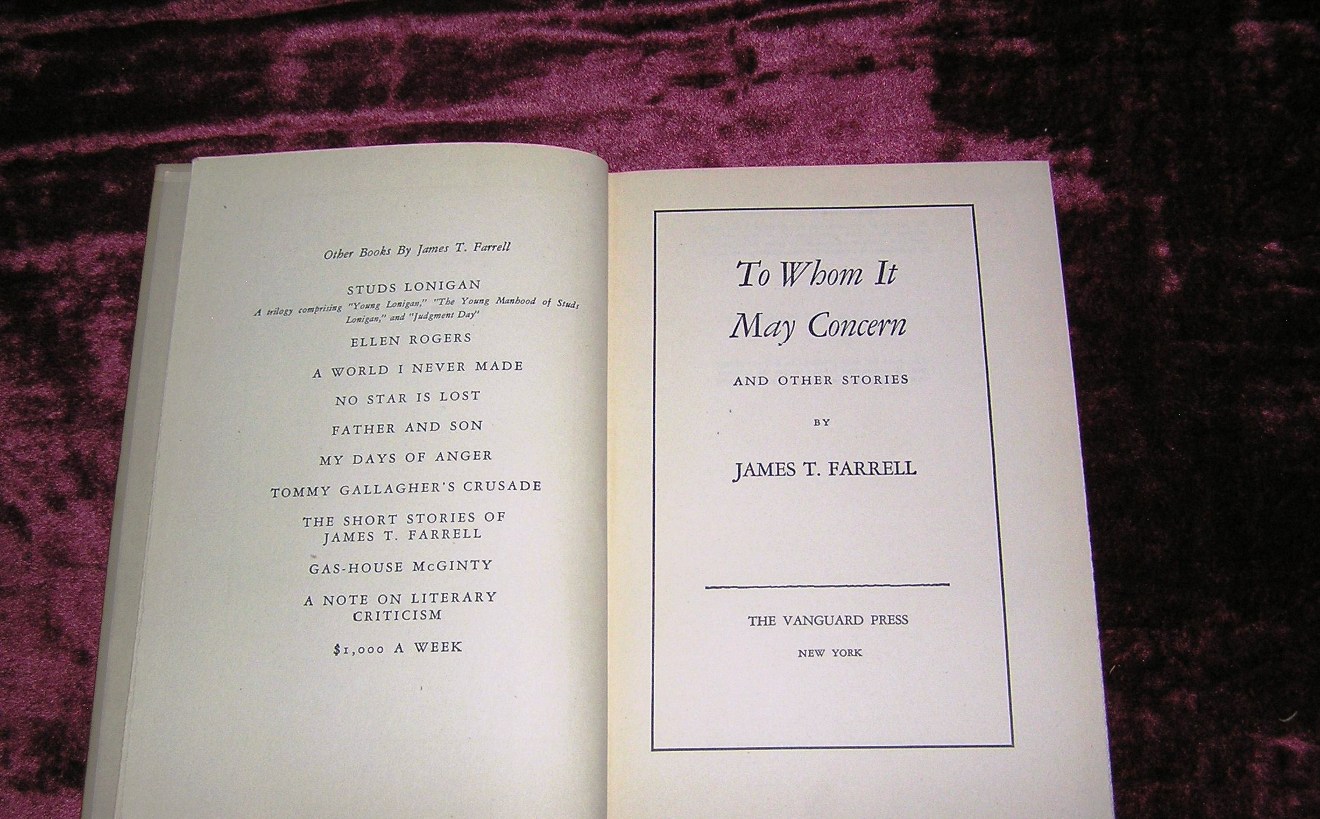 Other Books By James T. Farrell
STUDS LONIGAN
A trilogy comprising "Young Lonigan," "The Young Manhood of Studs
Lonigan," and "Judgment Day"
ELLEN ROGERS
A WORLD I NEVER MADE
NO STAR IS LOST
FATHER AND SON
MY DAYS OF ANGER
TOMMY GALLAGHER'S CRUSADE
THE SHORT STORIES OF
JAMES T. FARRELL
GAS-HOUSE McGINTY
A NOTE ON LITERARY
CRITICISM
$1,000 A WEEK
To Whom It
May Concern
AND OTHER STORIES
BY
JAMES T. FARRELL
THE VANGUARD PRESS
NEW YORK